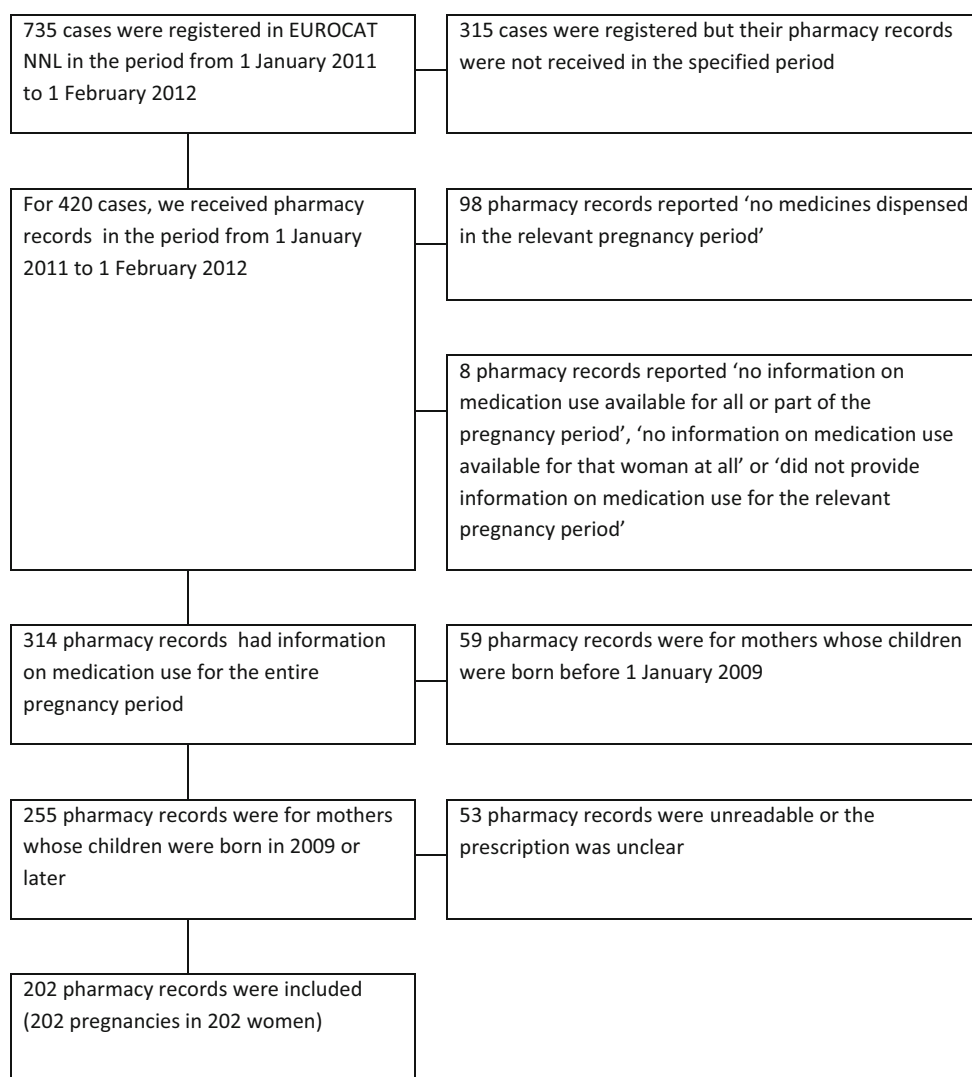 735 cases were registered in EUROCAT
NNL in the period from 1 January 2011
to 1 February 2012
315 cases were registered but their pharmacy records
were not received in the specified period
For 420 cases, we received pharmacy
records in the period from 1 January
2011 to 1 February 2012
98 pharmacy records reported ‘no medicines dispensed
in the relevant pregnancy period’
8 pharmacy records reported ‘no information on
medication use available for all or part of the
pregnancy period’, ‘no information on medication use
available for that woman at all’ or ‘did not provide
information on medication use for the relevant
pregnancy period’
314 pharmacy records had information
on medication use for the entire
pregnancy period
59 pharmacy records were for mothers whose children
were born before 1 January 2009
255 pharmacy records were for mothers
whose children were born in 2009 or
later
53 pharmacy records were unreadable or the
prescription was unclear
202 pharmacy records were included
(202 pregnancies in 202 women)